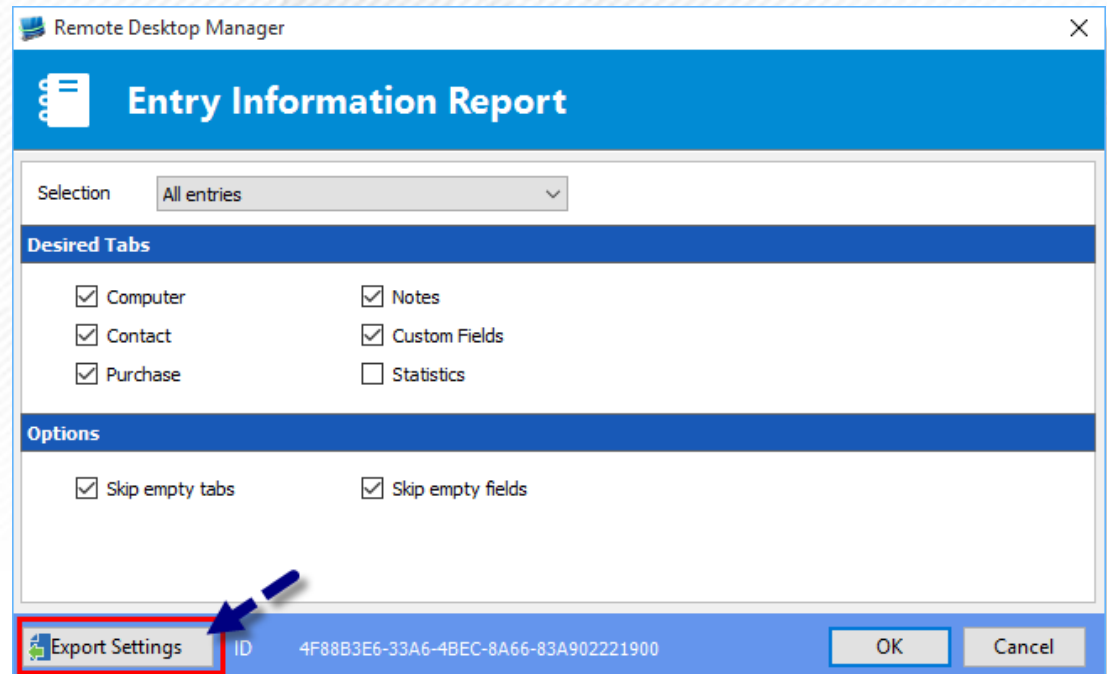 Remote Desktop Manager
Entry Information Report
Selection All entries
Desired Tabs
Computer Notes
Contact Custom Fields
Purchase Statistics
Options
Skip empty tabs Skip empty fields
Export Settings ID 4F88B3E6-33A6-4BEC-8A66-83A902221900 OK Cancel